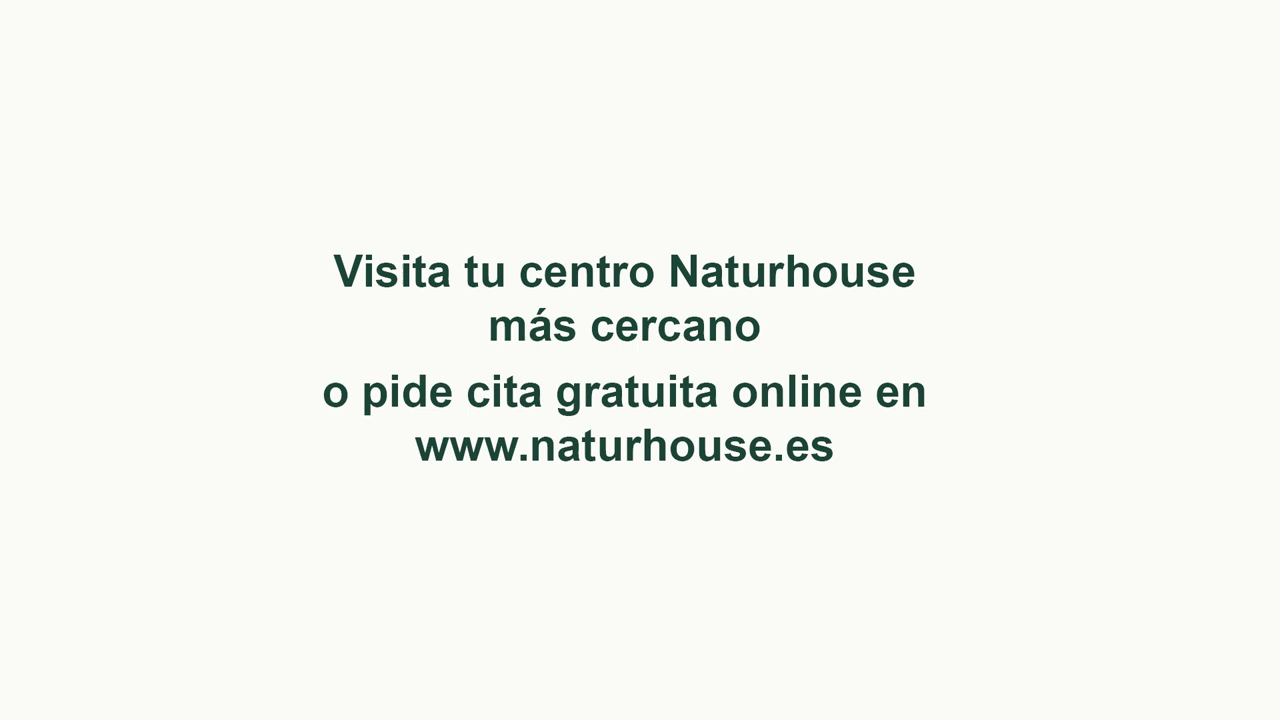 Visita tu centro Naturhouse
más cercano
o pide cita gratuita online en
www.naturhouse.es